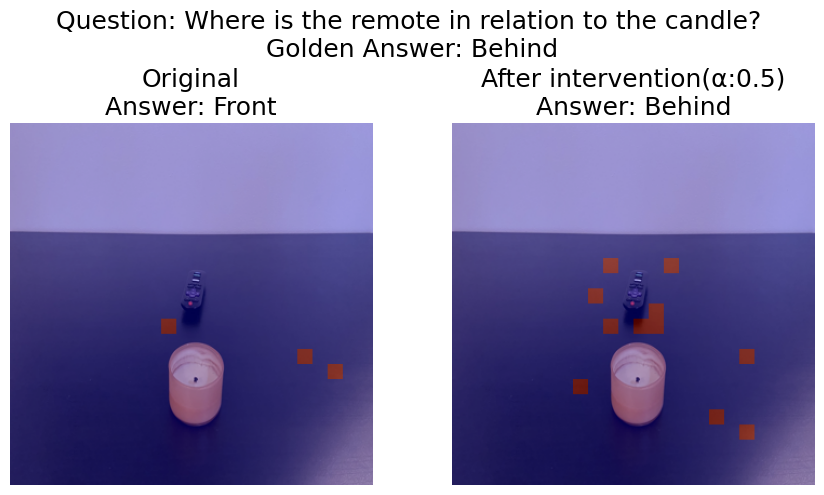 Question: Where is the remote in relation to the candle?
Golden Answer: Behind
Original
Answer: Front
After intervention(α:0.5)
Answer: Behind